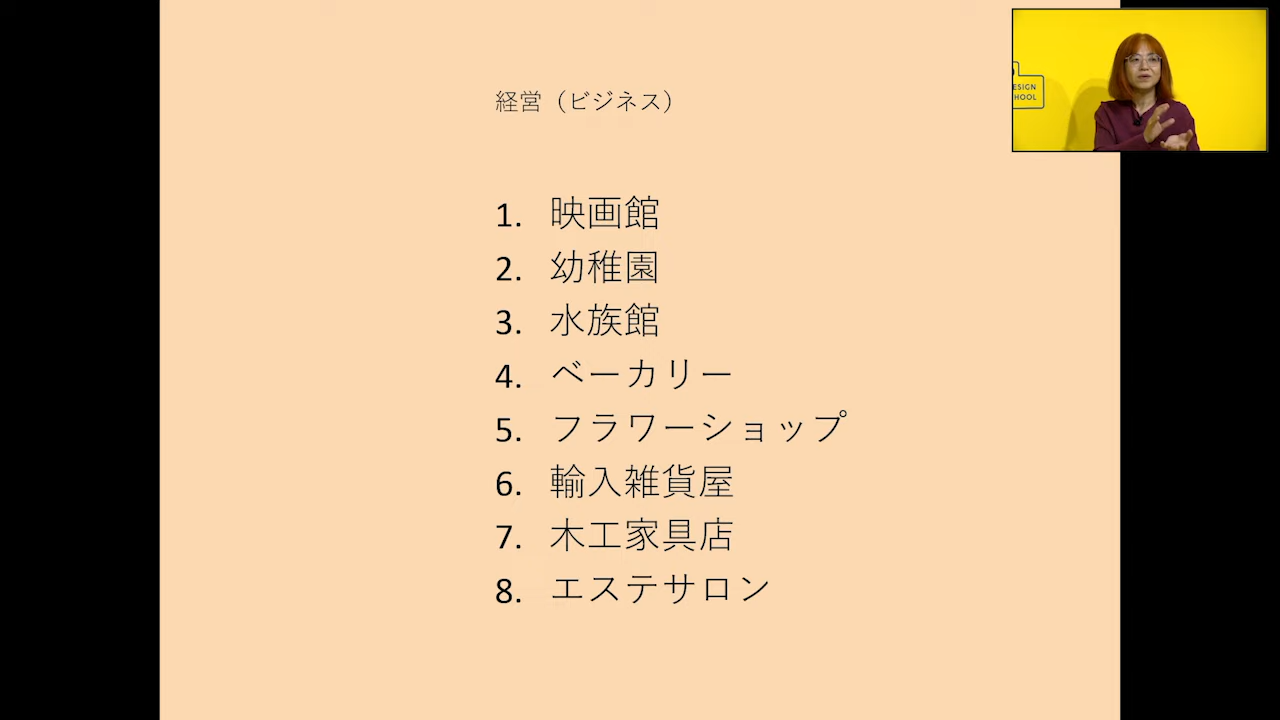 経営（ビジネス）
1. 映画館
2. 幼稚園
3. 水族館
4. ベーカリー
5. フラワーショップ
6. 輸入雑貨屋
7. 木工家具店
8. エステサロン